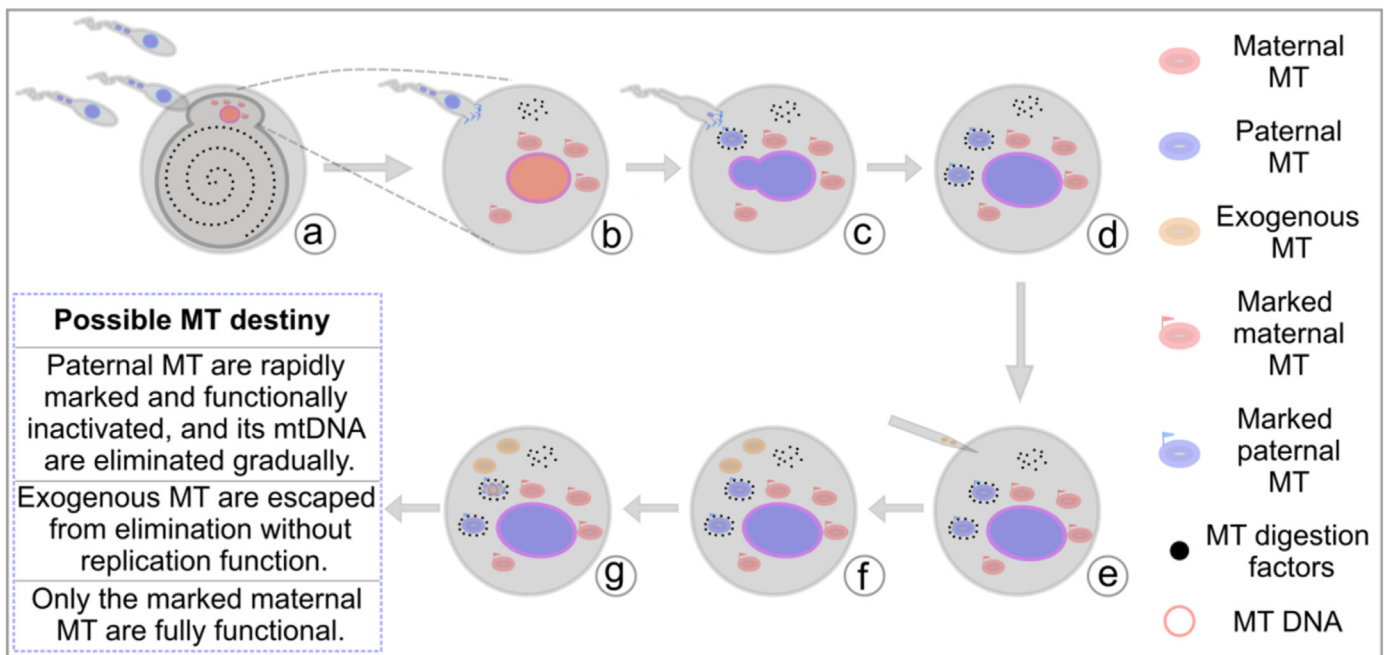 a
b
c
d
e
f
g
Possible MT destiny
Paternal MT are rapidly
marked and functionally
inactivated, and its mtDNA
are eliminated gradually.
Exogenous MT are escaped
from elimination without
replication function.
Only the marked maternal
MT are fully functional.
Maternal
MT
Paternal
MT
Exogenous
MT
Marked
maternal
MT
Marked
paternal
MT
MT digestion
factors
MT DNA